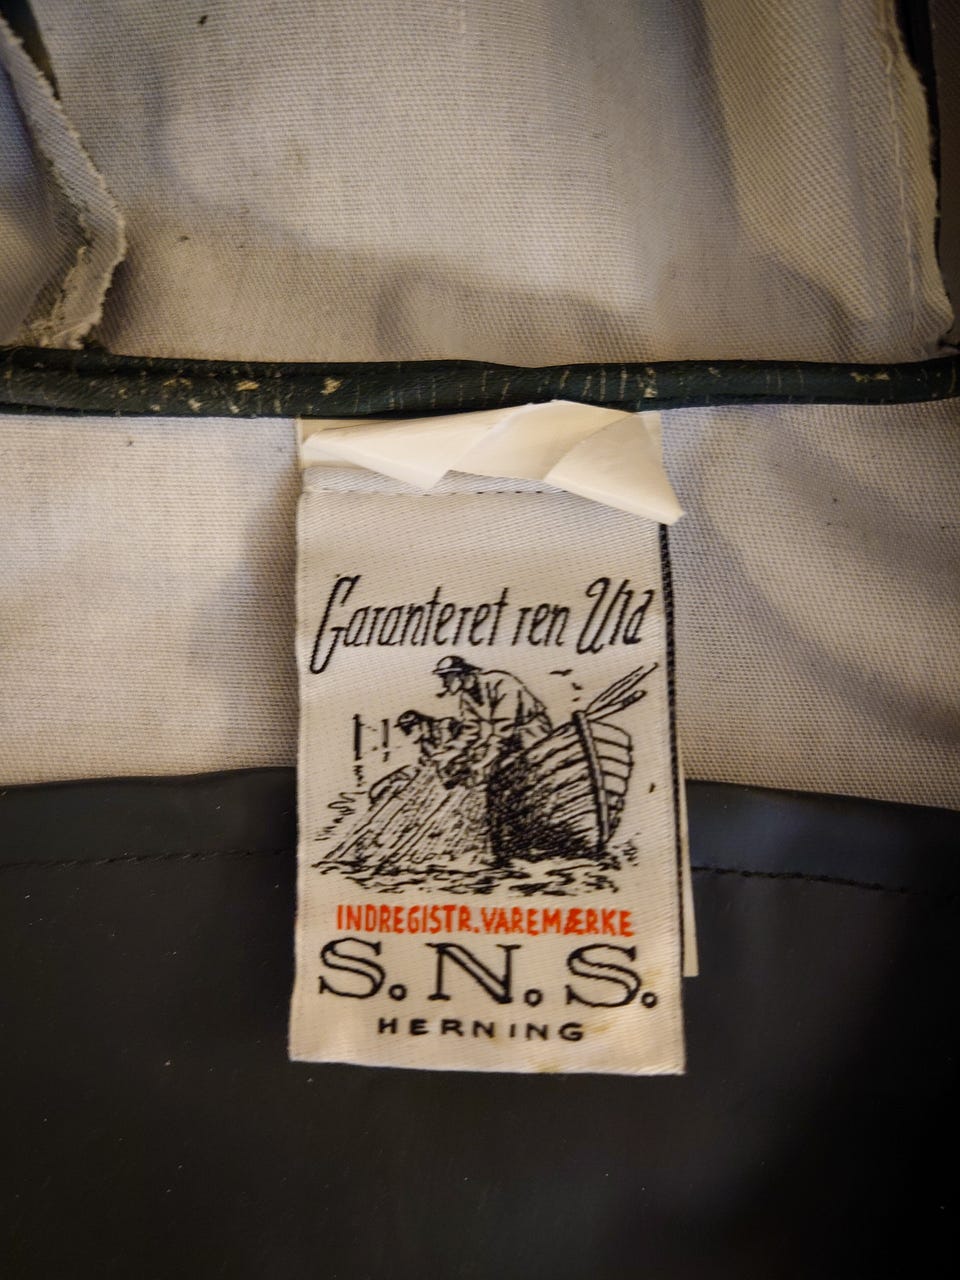 Garanteret ren Uld
INDREGISTR. VAREMÆRKE
S.N.S.
HERNING